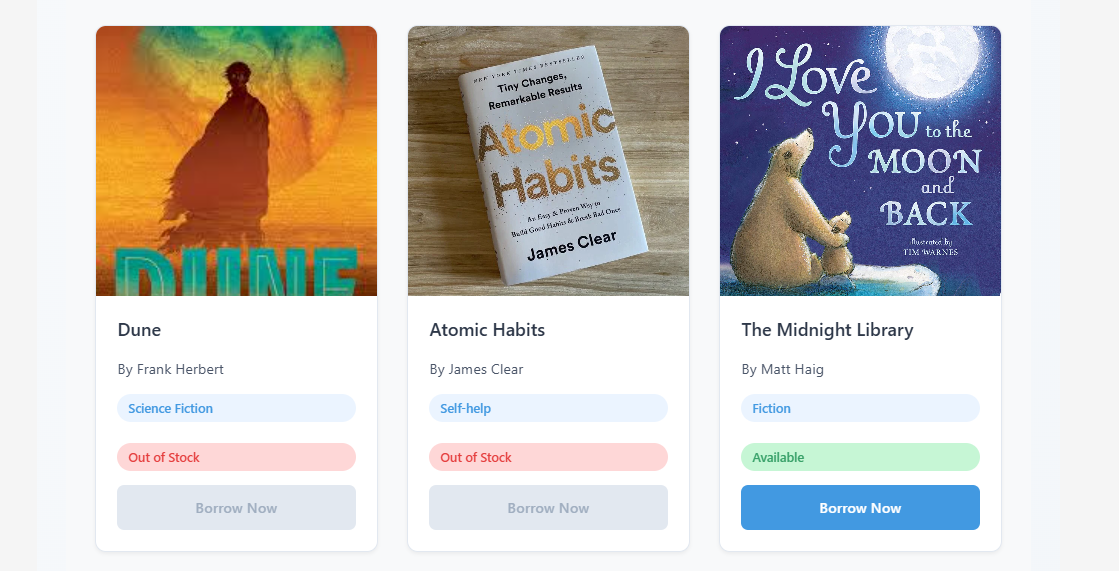 DUNE
Dune
By Frank Herbert
Science Fiction
Out of Stock
Borrow Now
NEW YORK TIMES BESTSELLER
Tiny Changes,
Remarkable Results
Atomic
Habits
An Easy & Proven Way to
Build Good Habits & Break Bad Ones
James Clear
Atomic Habits
By James Clear
Self-help
Out of Stock
Borrow Now
I Love
You to the
MOON
and
BACK
Illustrated by
TIM WARNES
The Midnight Library
By Matt Haig
Fiction
Available
Borrow Now